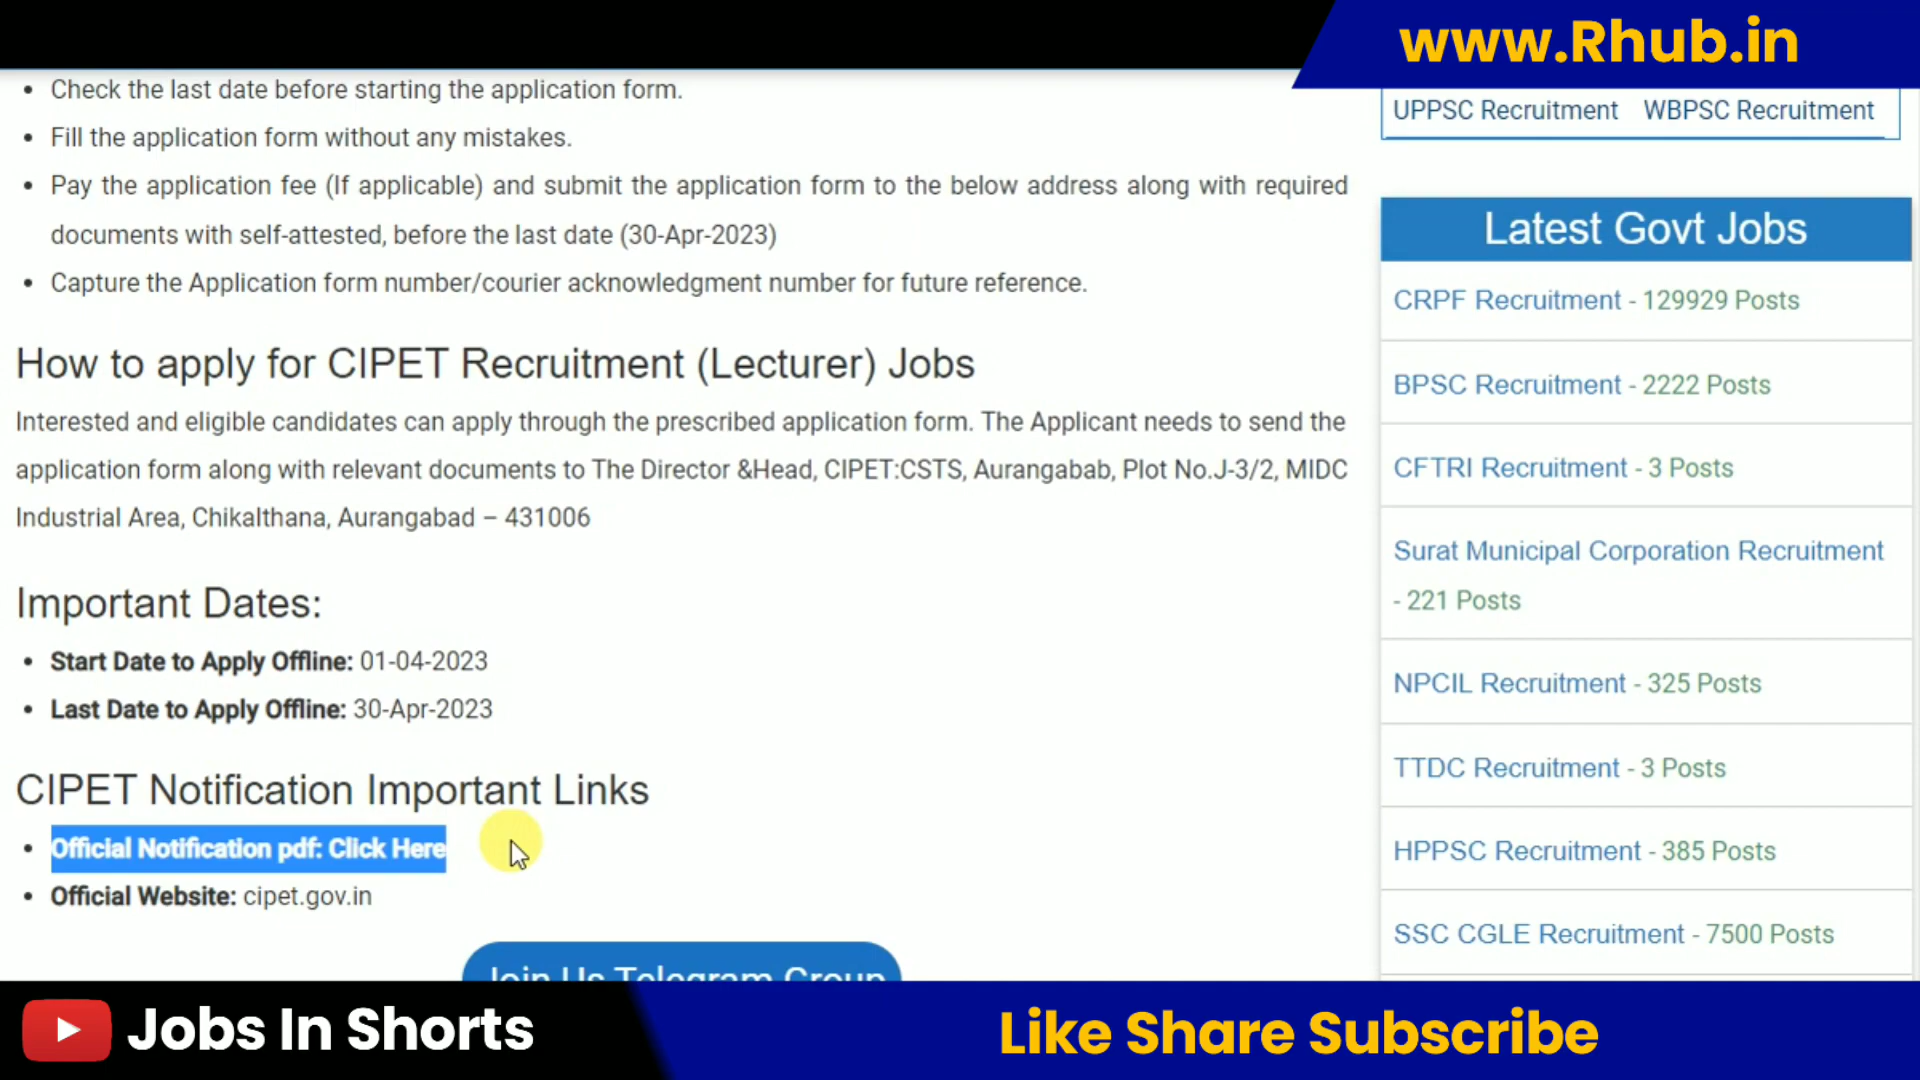 www.Rhub.in
Check the last date before starting the application form.
Fill the application form without any mistakes.
Pay the application fee (If applicable) and submit the application form to the below address along with required
documents with self-attested, before the last date (30-Apr-2023)
Capture the Application form number/courier acknowledgment number for future reference.
How to apply for CIPET Recruitment (Lecturer) Jobs
Interested and eligible candidates can apply through the prescribed application form. The Applicant needs to send the
application form along with relevant documents to The Director &Head, CIPET:CSTS, Aurangabab, Plot No.J-3/2, MIDC
Industrial Area, Chikalthana, Aurangabad – 431006
Important Dates:
Start Date to Apply Offline: 01-04-2023
Last Date to Apply Offline: 30-Apr-2023
CIPET Notification Important Links
Official Notification pdf: Click Here
Official Website: cipet.gov.in
Join Us Telegram Group
UPPSC Recruitment WBPSC Recruitment
Latest Govt Jobs
CRPF Recruitment - 129929 Posts
BPSC Recruitment - 2222 Posts
CFTRI Recruitment - 3 Posts
Surat Municipal Corporation Recruitment
- 221 Posts
NPCIL Recruitment - 325 Posts
TTDC Recruitment - 3 Posts
HPPSC Recruitment - 385 Posts
SSC CGLE Recruitment - 7500 Posts
Jobs In Shorts
Like Share Subscribe